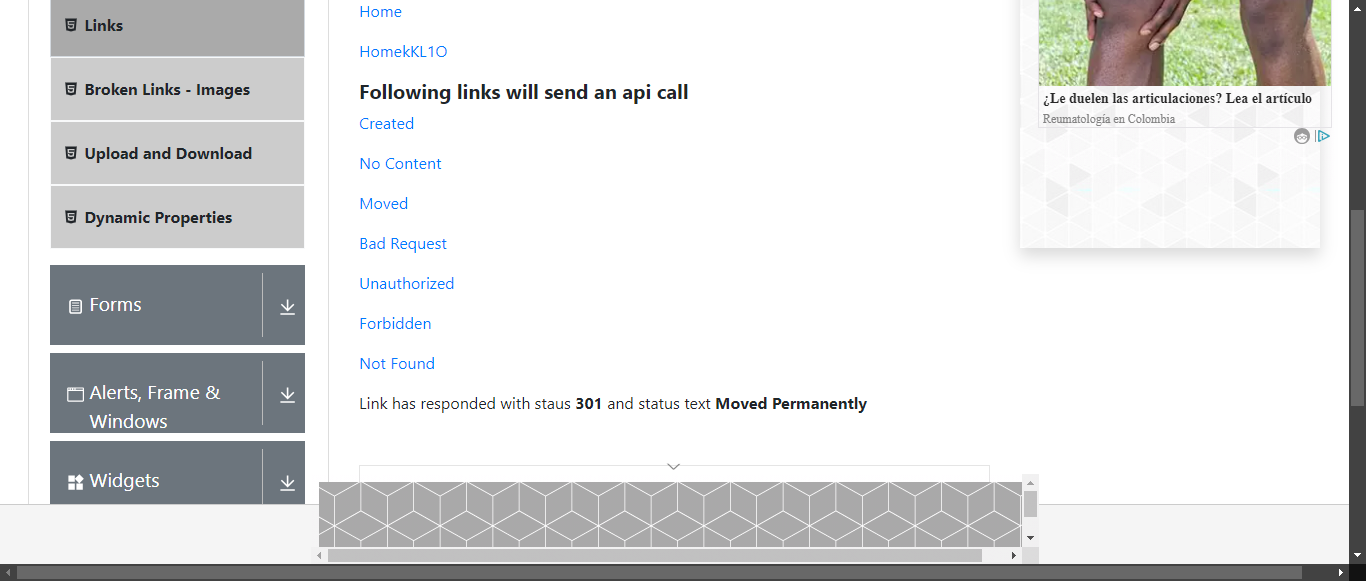 Links
Broken Links - Images
Upload and Download
Dynamic Properties
Forms
Alerts, Frame &
Windows
Widgets
Home
HomekKL1O
Following links will send an api call
Created
No Content
Moved
Bad Request
Unauthorized
Forbidden
Not Found
Link has responded with staus 301 and status text Moved Permanently
¿Le duelen las articulaciones? Lea el artículo
Reumatología en Colombia